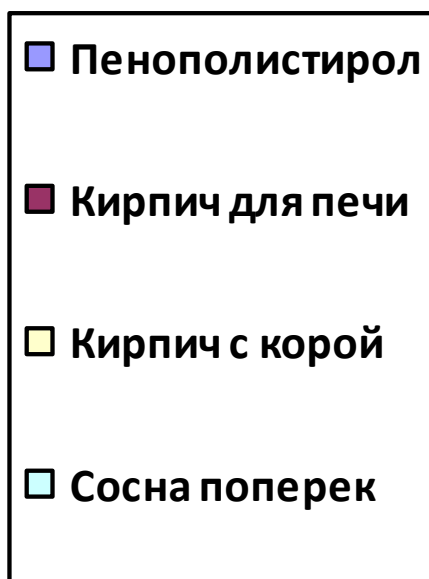 Пенополистирол
Кирпич для печи
Кирпич с корой
Сосна поперек